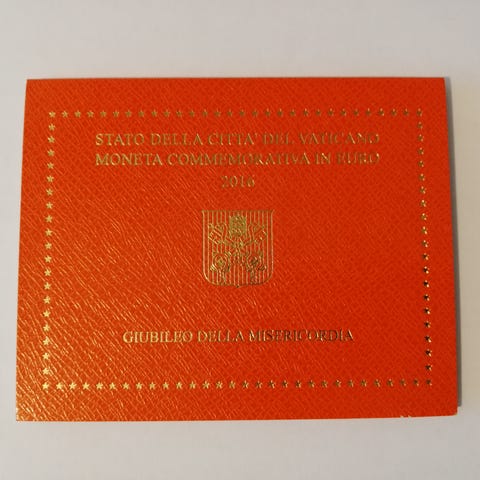 STATO DELLA CITTA' DEL VATICANO
MONETA COMMEMORATIVA IN EURO
2016
GIUBILEO DELLA MISERICORDIA